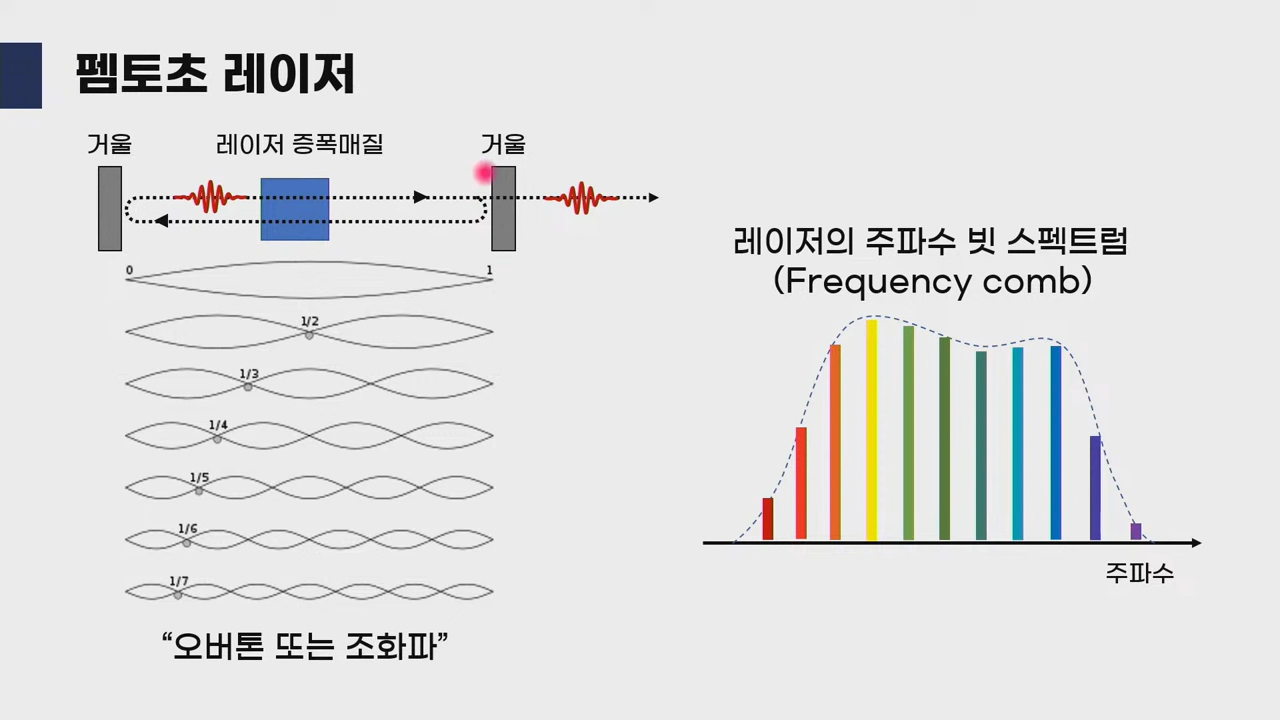 펨토초 레이저
거울
레이저 증폭매질
거울
0
1
1/2
1/3
1/4
1/5
1/6
1/7
“오버톤 또는 조화파”
레이저의 주파수 빗 스펙트럼
(Frequency comb)
주파수